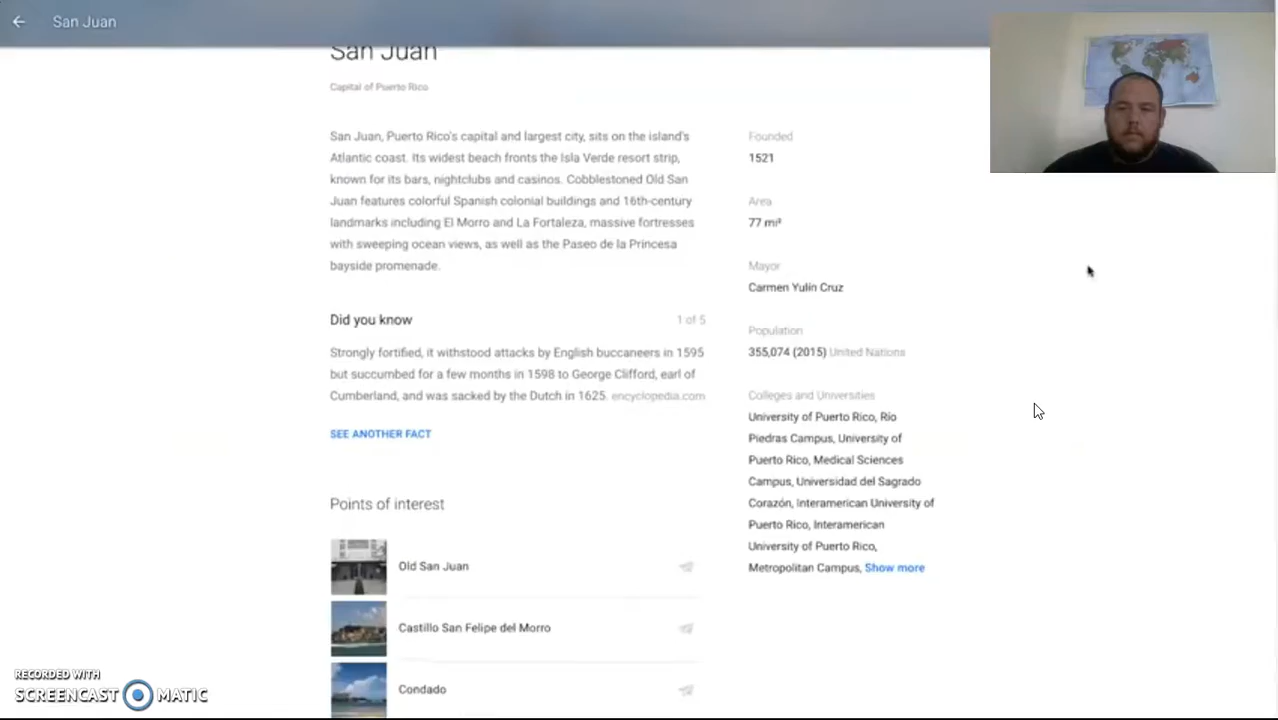 San Juan
San Juan
Capital of Puerto Rico
San Juan, Puerto Rico's capital and largest city, sits on the island's
Atlantic coast. Its widest beach fronts the Isla Verde resort strip,
known for its bars, nightclubs and casinos. Cobblestoned Old San
Juan features colorful Spanish colonial buildings and 16th-century
landmarks including El Morro and La Fortaleza, massive fortresses
with sweeping ocean views, as well as the Paseo de la Princesa
bayside promenade.
Did you know
1 of 5
Strongly fortified, it withstood attacks by English buccaneers in 1595
but succumbed for a few months in 1598 to George Clifford, earl of
Cumberland, and was sacked by the Dutch in 1625. encyclopedia.com
SEE ANOTHER FACT
Points of interest
Old San Juan
Castillo San Felipe del Morro
Condado
Founded
1521
Area
77 mi²
Mayor
Carmen Yulín Cruz
Population
355,074 (2015) United Nations
Colleges and Universities
University of Puerto Rico, Río
Piedras Campus, University of
Puerto Rico, Medical Sciences
Campus, Universidad del Sagrado
Corazón, Interamerican University of
Puerto Rico, Interamerican
University of Puerto Rico,
Metropolitan Campus, Show more
RECORDED WITH
SCREENCAST MATIC